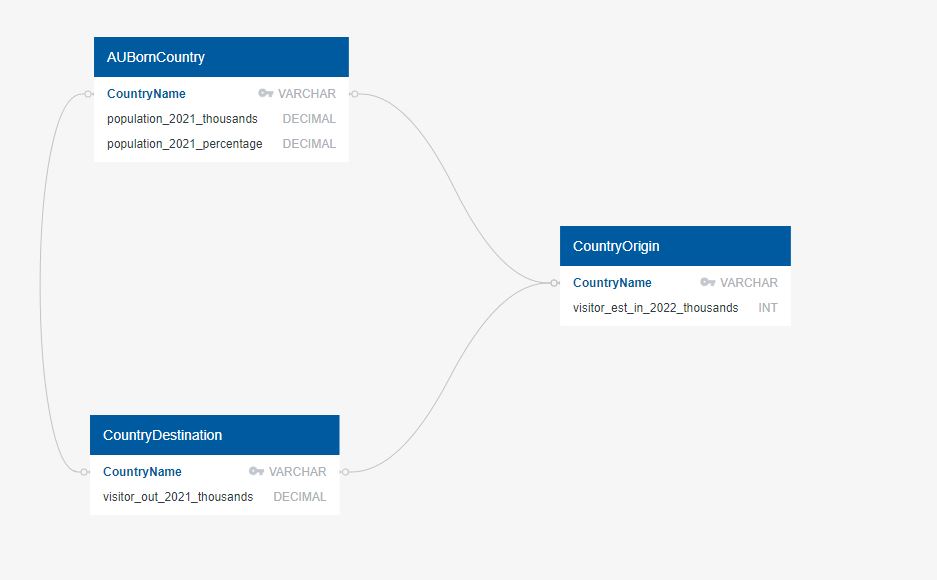 AUBornCountry
CountryName VARCHAR
population_2021_thousands DECIMAL
population_2021_percentage DECIMAL
CountryOrigin
CountryName VARCHAR
visitor_est_in_2022_thousands INT
CountryDestination
CountryName VARCHAR
visitor_out_2021_thousands DECIMAL